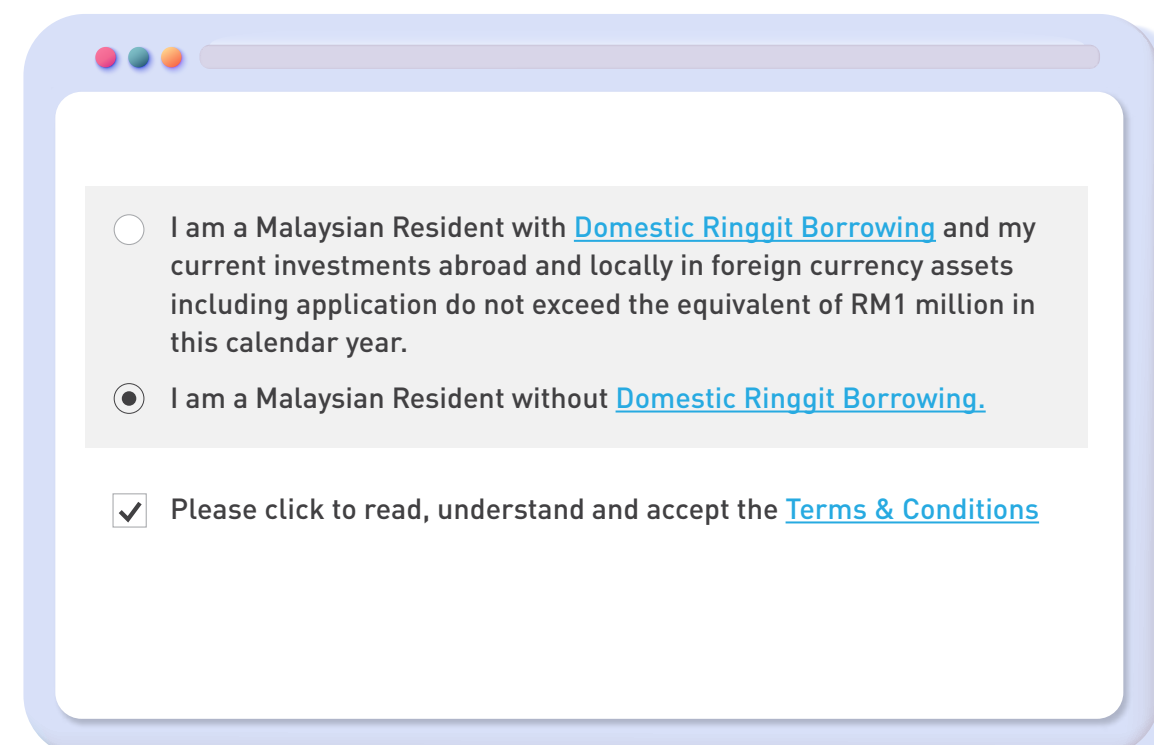 I am a Malaysian Resident with Domestic Ringgit Borrowing and my
current investments abroad and locally in foreign currency assets
including application do not exceed the equivalent of RM1 million in
this calendar year.
I am a Malaysian Resident without Domestic Ringgit Borrowing.
Please click to read, understand and accept the Terms & Conditions